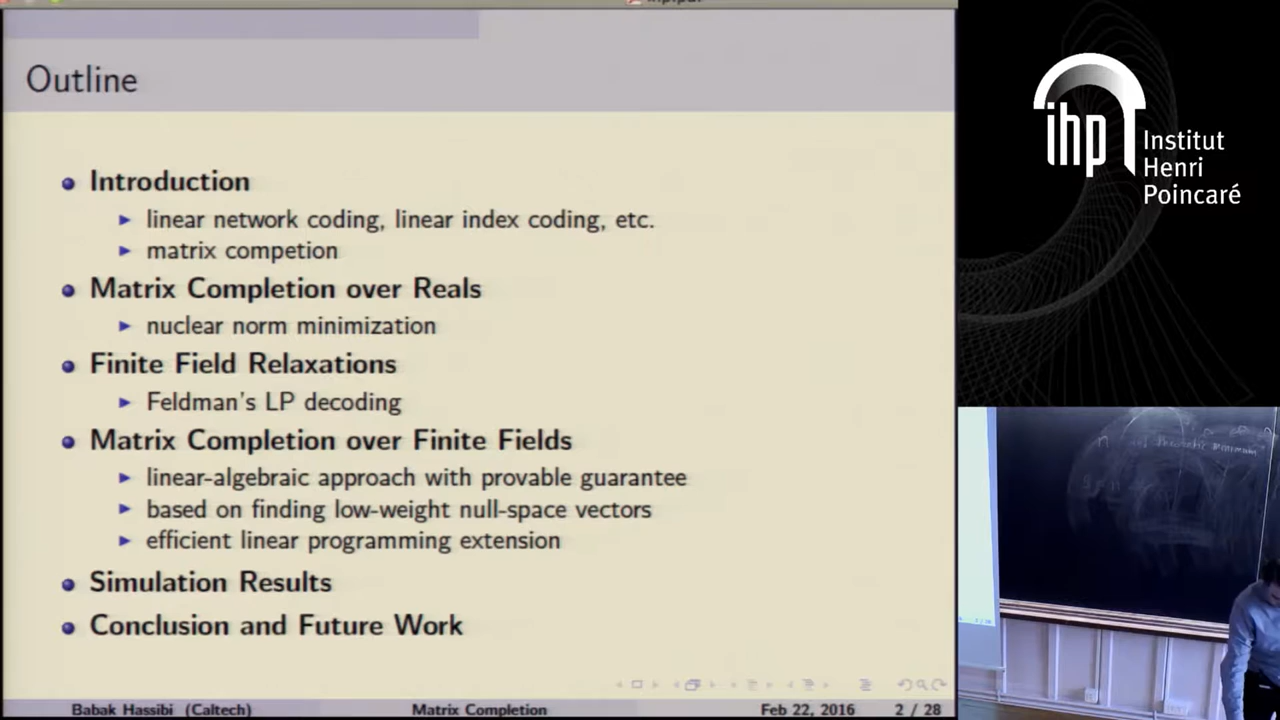 Outline
Introduction
linear network coding, linear index coding, etc.
matrix competion
Matrix Completion over Reals
nuclear norm minimization
Finite Field Relaxations
Feldman's LP decoding
Matrix Completion over Finite Fields
linear-algebraic approach with provable guarantee
based on finding low-weight null-space vectors
efficient linear programming extension
Simulation Results
Conclusion and Future Work
Babak Hassibi (Caltech) Matrix Completion Feb 22, 2016 2 / 28
ihp Institut
Henri
Poincaré
minimum